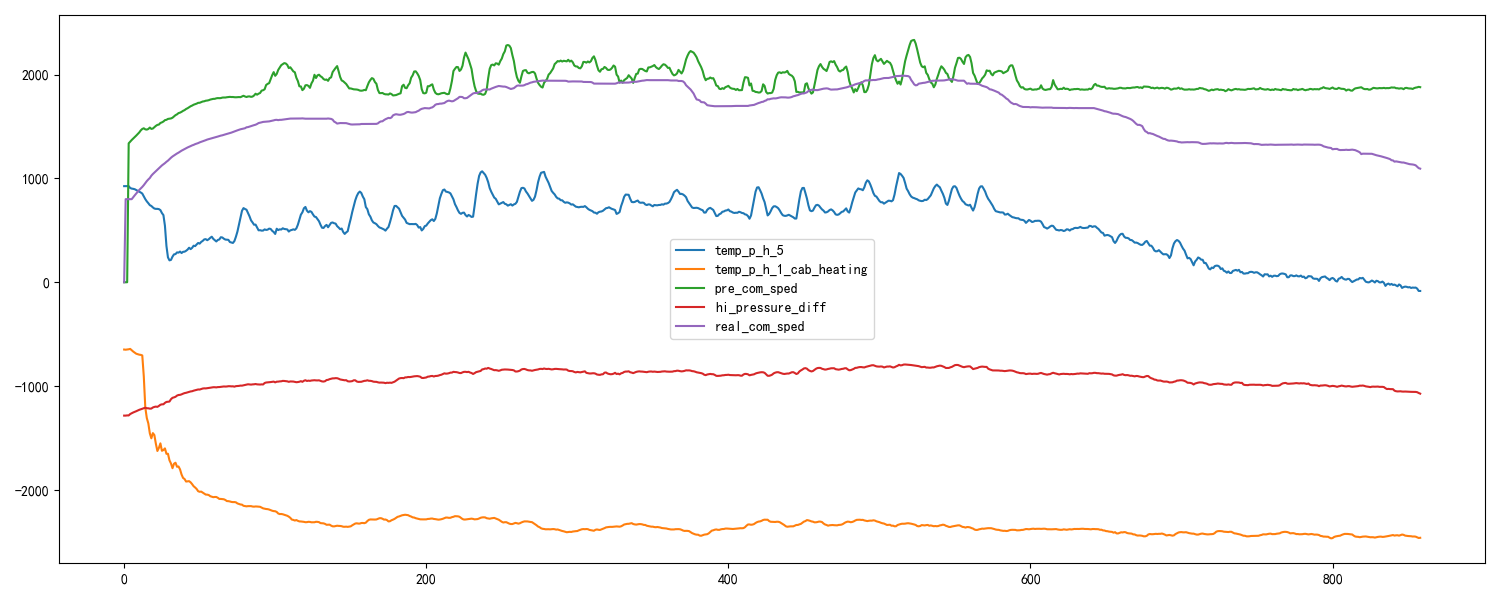 2000
1000
0
−1000
−2000
temp_p_h_5
temp_p_h_1_cab_heating
pre_com_sped
hi_pressure_diff
real_com_sped
0 200 400 600 800